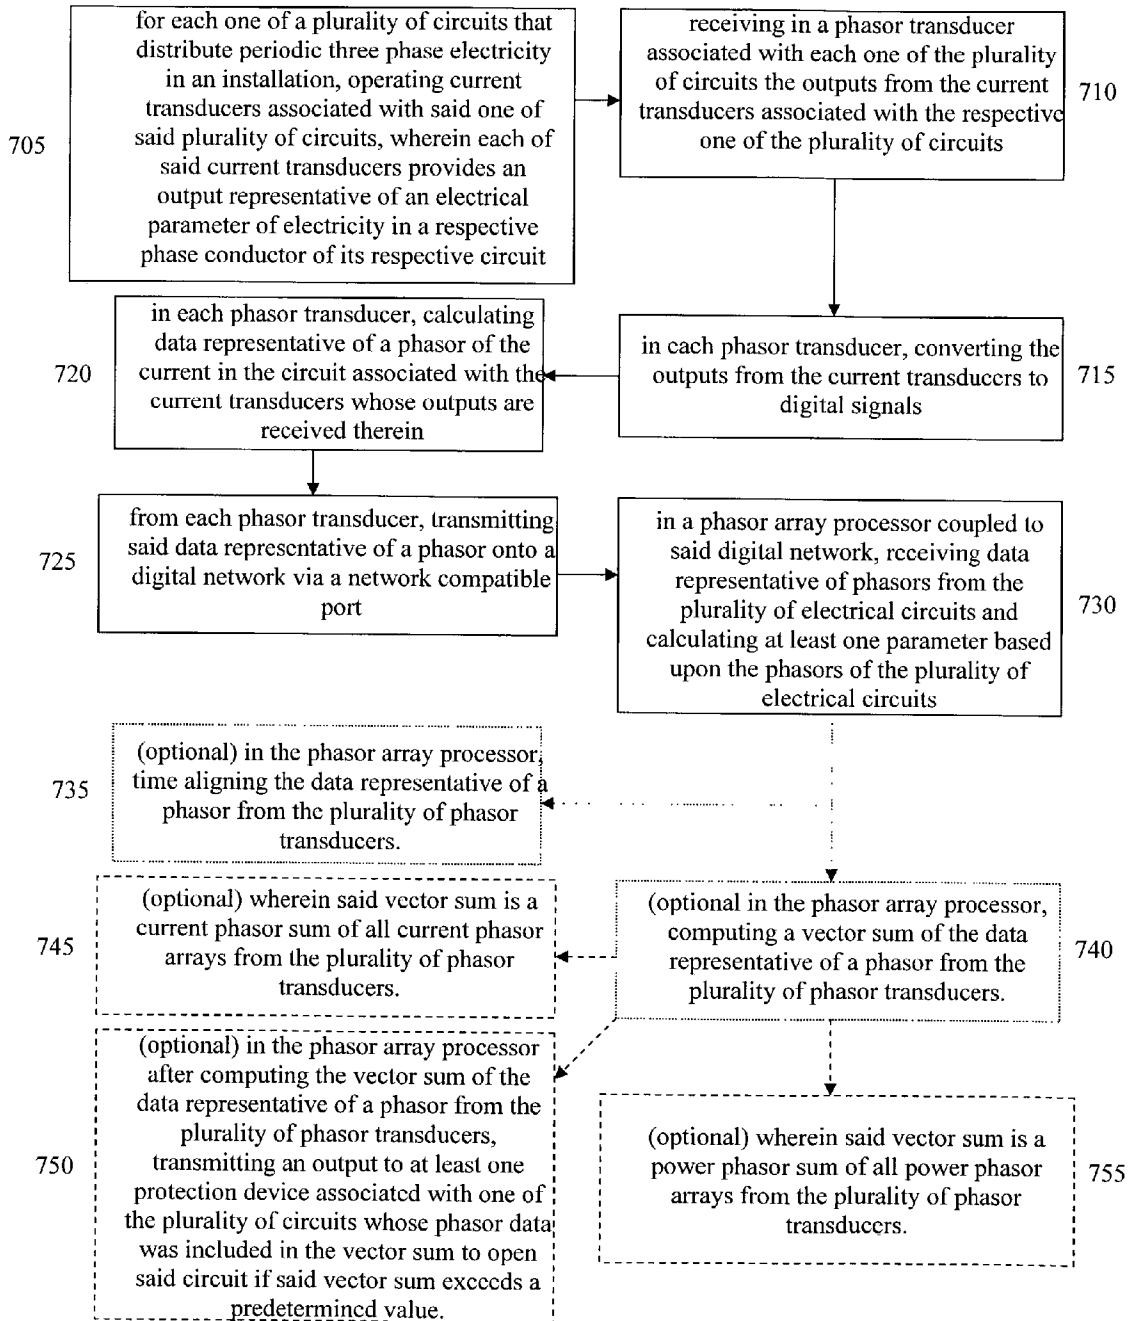 705
for each one of a plurality of circuits that
distribute periodic three phase electricity
in an installation, operating current
transducers associated with said one of
said plurality of circuits, wherein each of
said current transducers provides an
output representative of an electrical
parameter of electricity in a respective
phase conductor of its respective circuit
receiving in a phasor transducer
associated with each one of the plurality
of circuits the outputs from the current
transducers associated with the respective
one of the plurality of circuits
710
720
in each phasor transducer, calculating
data representative of a phasor of the
current in the circuit associated with the
current transducers whose outputs are
received therein
in each phasor transducer, converting the
outputs from the current transducers to
digital signals
715
725
from each phasor transducer, transmitting
said data representative of a phasor onto a
digital network via a network compatible
port
in a phasor array processor coupled to
said digital network, receiving data
representative of phasors from the
plurality of electrical circuits and
calculating at least one parameter based
upon the phasors of the plurality of
electrical circuits
730
735
(optional) in the phasor array processor,
time aligning the data representative of a
phasor from the plurality of phasor
transducers.
745
(optional) wherein said vector sum is a
current phasor sum of all current phasor
arrays from the plurality of phasor
transducers.
(optional in the phasor array processor,
computing a vector sum of the data
representative of a phasor from the
plurality of phasor transducers.
740
750
(optional) in the phasor array processor
after computing the vector sum of the
data representative of a phasor from the
plurality of phasor transducers,
transmitting an output to at least one
protection device associated with one of
the plurality of circuits whose phasor data
was included in the vector sum to open
said circuit if said vector sum exceeds a
predetermined value.
(optional) wherein said vector sum is a
power phasor sum of all power phasor
arrays from the plurality of phasor
transducers.
755